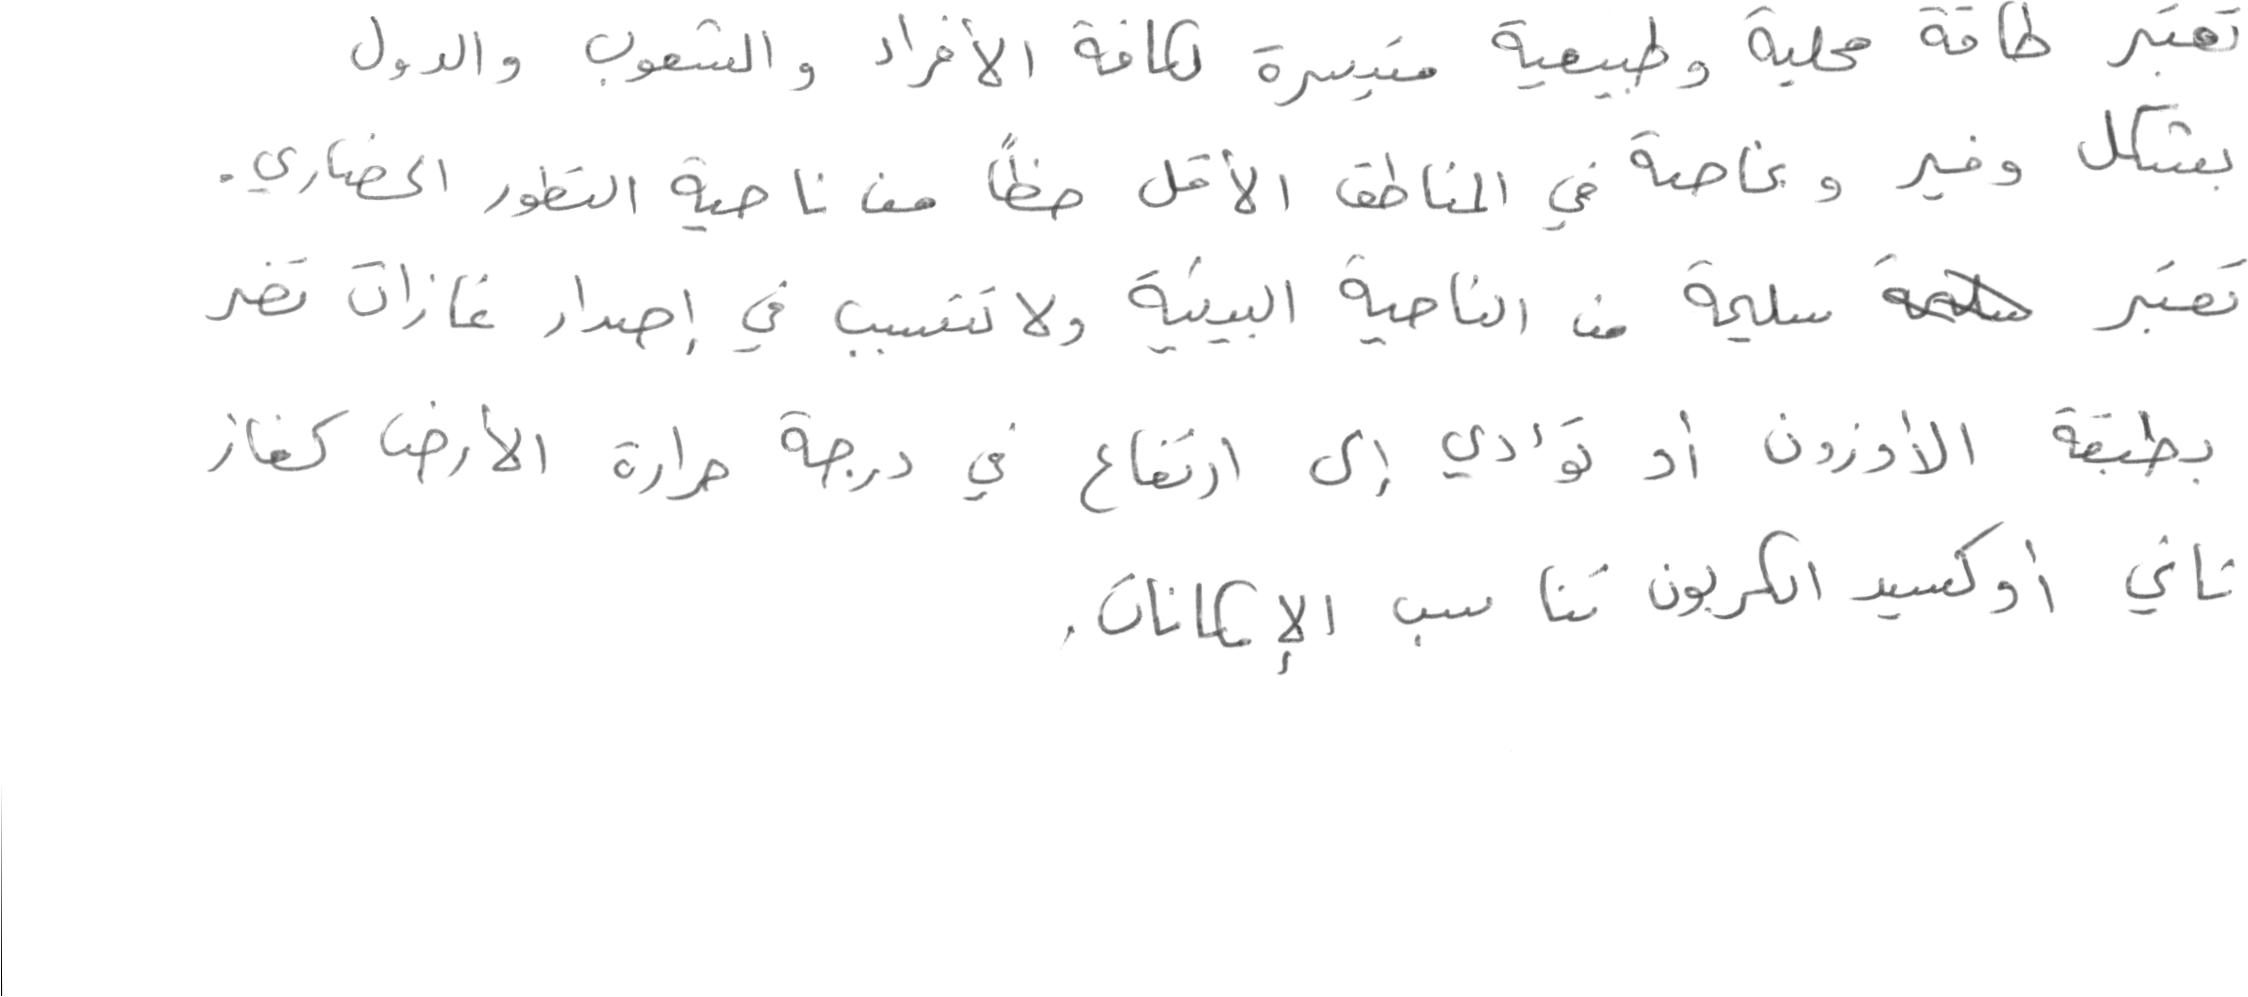 تعتبر طاقة محلية وطبيعية متيسرة لكافة الأفراد والشعوب والدول
بشكل وفير وبخاصة في المناطق الأقل حظاً من ناحية التطور الحضاري.
تعتبر سليمة من الناحية البيئية ولا تتسبب في إصدار غازات تضر
بطبقة الأوزون أو تؤدي إلى ارتفاع في درجة حرارة الأرض كغاز
ثاني أوكسيد الكربون تناسب الإمكانات.